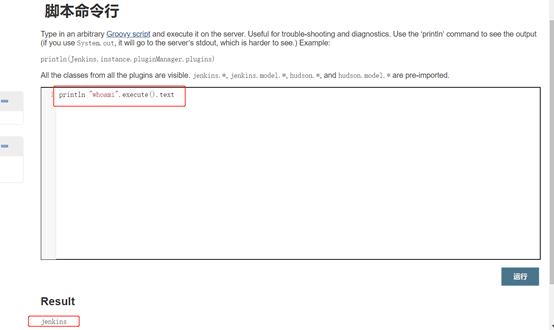 脚本命令行
Type in an arbitrary Groovy script and execute it on the server. Useful for trouble-shooting and diagnostics. Use the 'println' command to see the output
(if you use System.out, it will go to the server's stdout, which is harder to see.) Example:
println(Jenkins.instance.pluginManager.plugins)
All the classes from all the plugins are visible. jenkins.*, jenkins.model.*, hudson.*, and hudson.model.* are pre-imported.
1 println "whoami".execute().text
运行
Result
jenkins